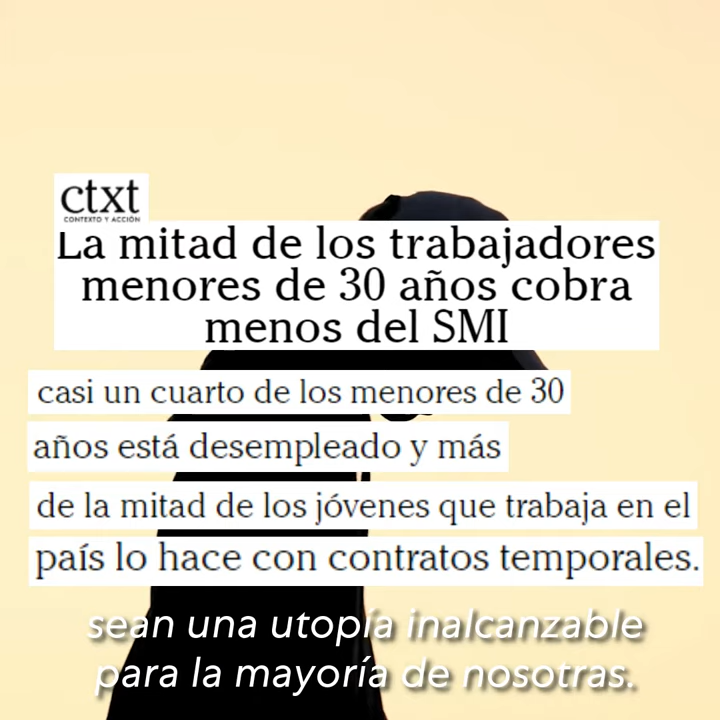 ctxt
CONTEXTO Y ACCIÓN
La mitad de los trabajadores
menores de 30 años cobra
menos del SMI
casi un cuarto de los menores de 30
años está desempleado y más
de la mitad de los jóvenes que trabaja en el
país lo hace con contratos temporales.
sean una utopía inalcanzable
para la mayoría de nosotras.